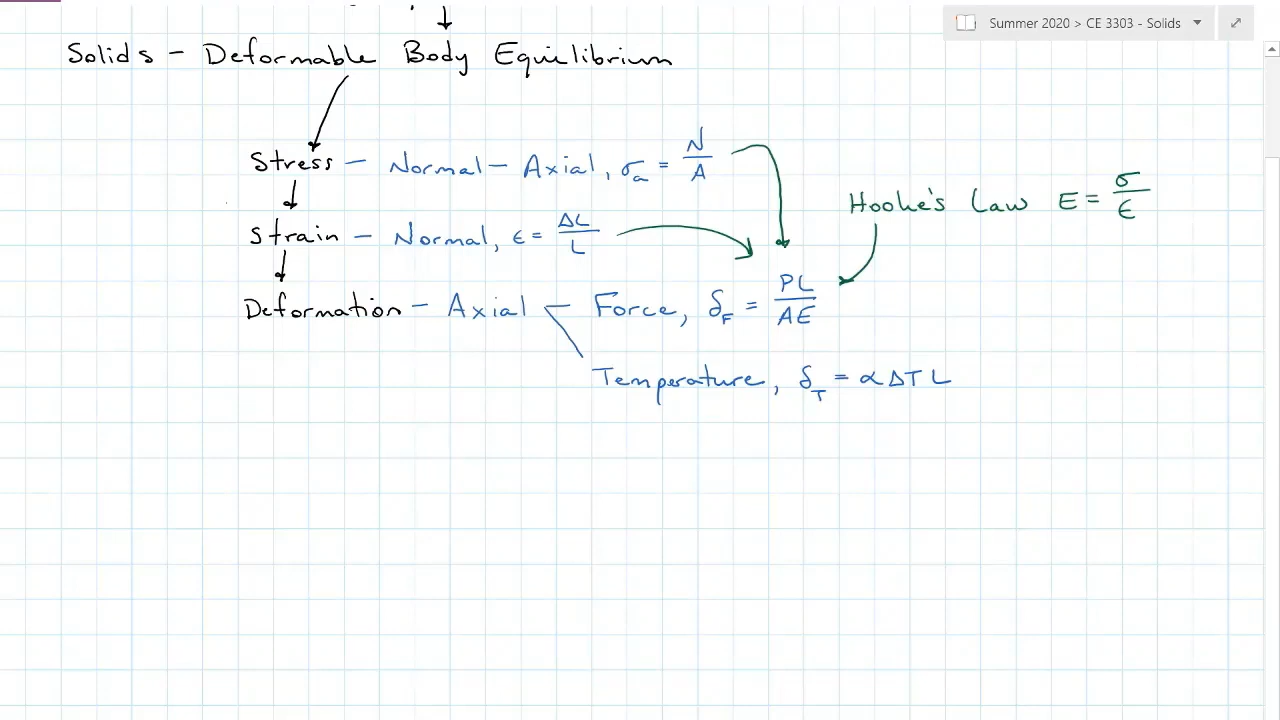 Summer 2020 > CE 3303 - Solids
Solids - Deformable Body Equilibrium
Stress - Normal - Axial, σa = N/A
Hooke's Law E = σ/ϵ
Strain - Normal, ϵ = ΔL/L
Deformation - Axial - Force, δF = PL/AE
Temperature, δT = αΔTL